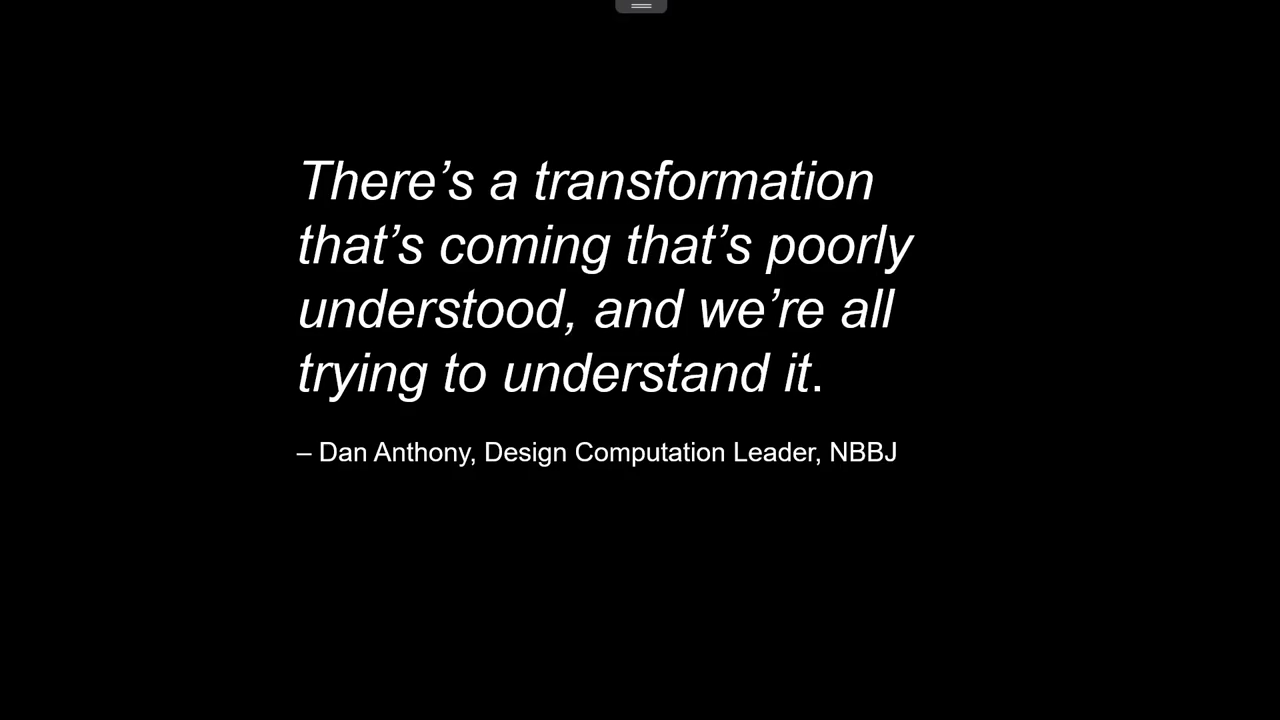 There’s a transformation
that’s coming that’s poorly
understood, and we’re all
trying to understand it.
– Dan Anthony, Design Computation Leader, NBBJ